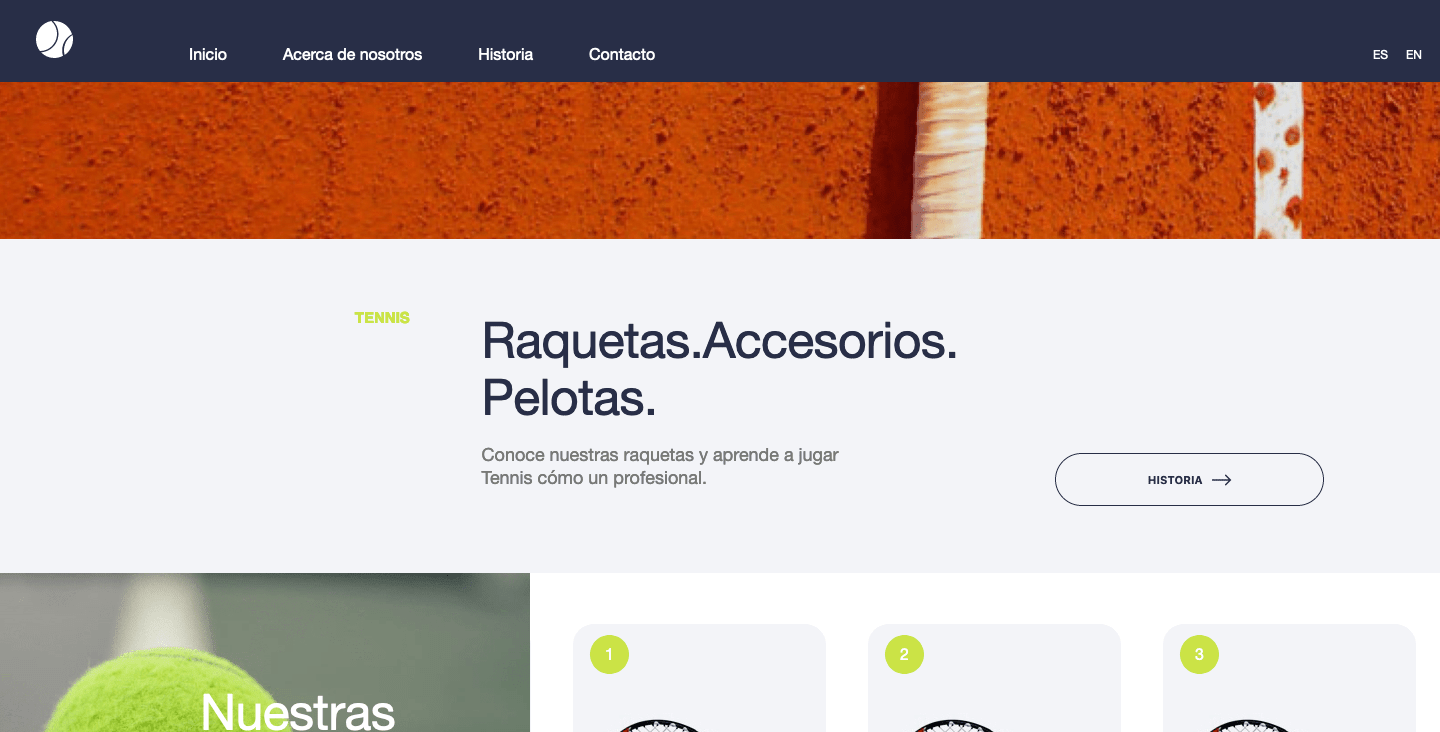 Inicio
Acerca de nosotros
Historia
Contacto
ES
EN
TENNIS
Raquetas.Accesorios.
Pelotas.
Conoce nuestras raquetas y aprende a jugar
Tennis cómo un profesional.
HISTORIA
Nuestras
1
2
3